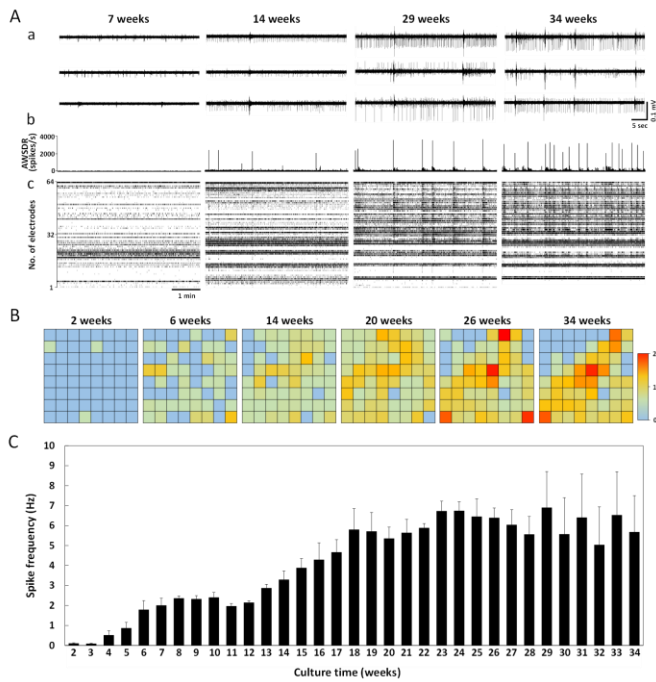 A
7 weeks 14 weeks 29 weeks 34 weeks
a
0.1 mV
5 sec
b
AWSDR (spikes/s)
4000
2000
0
c
No. of electrodes
64
32
1
1 min
B
2 weeks 6 weeks 14 weeks 20 weeks 26 weeks 34 weeks
2
1
0
C
Spike frequency (Hz)
10
9
8
7
6
5
4
3
2
1
0
2 3 4 5 6 7 8 9 10 11 12 13 14 15 16 17 18 19 20 21 22 23 24 25 26 27 28 29 30 31 32 33 34
Culture time (weeks)